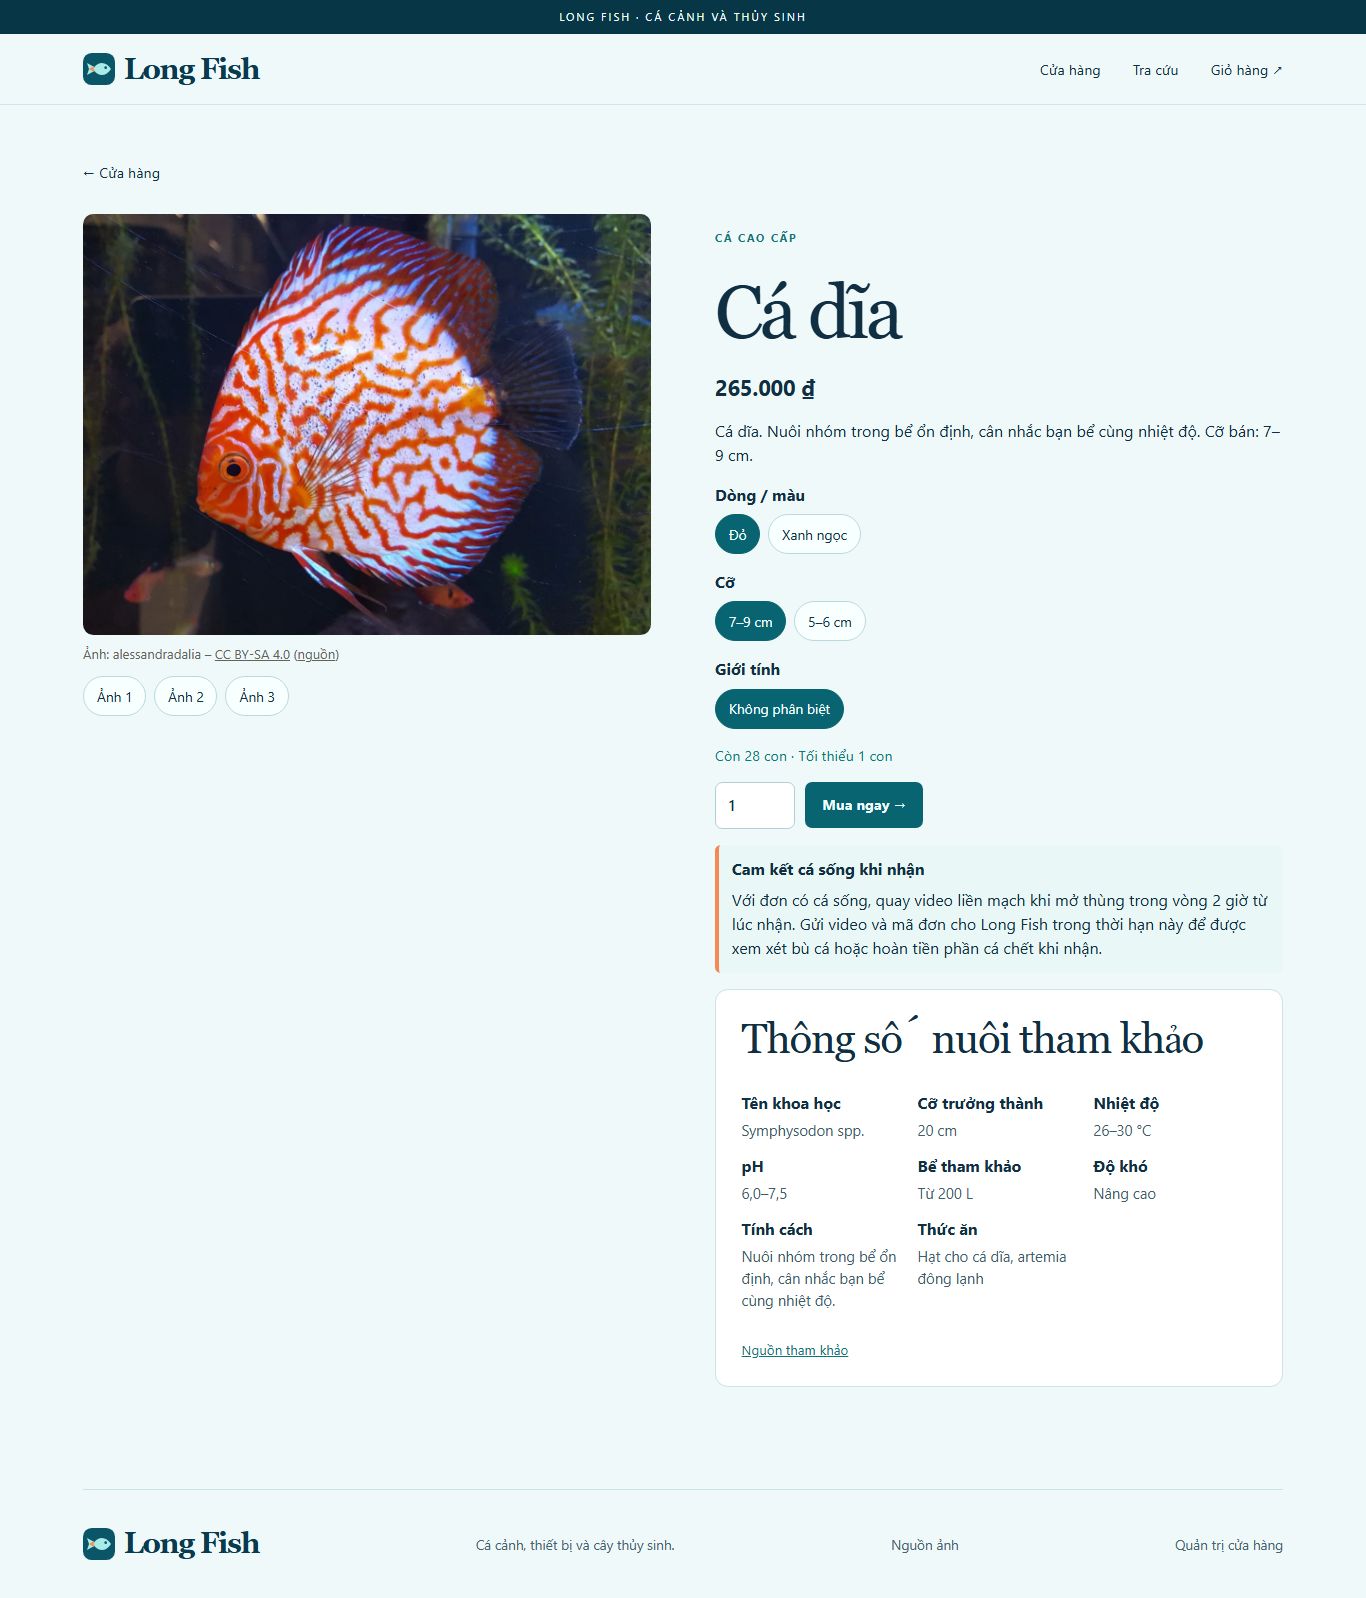 LONG FISH · CÁ CẢNH VÀ THỦY SINH
Long Fish
Cửa hàng
Tra cứu
Giỏ hàng ↗
← Cửa hàng
CÁ CAO CẤP
Cá dĩa
265.000 ₫
Cá dĩa. Nuôi nhóm trong bể ổn định, cân nhắc bạn bể cùng nhiệt độ. Cỡ bán: 7–
9 cm.
Dòng / màu
Đỏ
Xanh ngọc
Cỡ
7–9 cm
5–6 cm
Giới tính
Không phân biệt
Còn 28 con · Tối thiểu 1 con
1
Mua ngay →
Cam kết cá sống khi nhận
Với đơn có cá sống, quay video liền mạch khi mở thùng trong vòng 2 giờ từ
lúc nhận. Gửi video và mã đơn cho Long Fish trong thời hạn này để được
xem xét bù cá hoặc hoàn tiền phần cá chết khi nhận.
Ảnh: alessandradalia – CC BY-SA 4.0 (nguồn)
Ảnh 1
Ảnh 2
Ảnh 3
Thông số nuôi tham khảo
Tên khoa học
Symphysodon spp.
Cỡ trưởng thành
20 cm
Nhiệt độ
26–30 °C
pH
6,0–7,5
Bể tham khảo
Từ 200 L
Độ khó
Nâng cao
Tính cách
Nuôi nhóm trong bể ổn
định, cân nhắc bạn bể
cùng nhiệt độ.
Thức ăn
Hạt cho cá dĩa, artemia
đông lạnh
Nguồn tham khảo
Long Fish
Cá cảnh, thiết bị và cây thủy sinh.
Nguồn ảnh
Quản trị cửa hàng